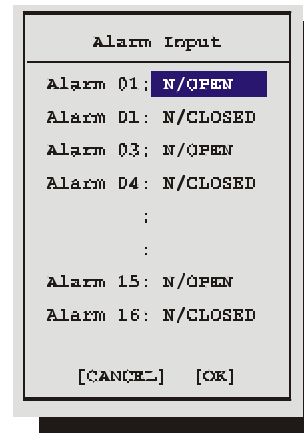 Alarm Input
Alarm 01: N/OPEN
Alarm 01: N/CLOSED
Alarm 03: N/OPEN
Alarm 04: N/CLOSED
:
:
Alarm 15: N/OPEN
Alarm 16: N/CLOSED
[CANCEL] [OK]